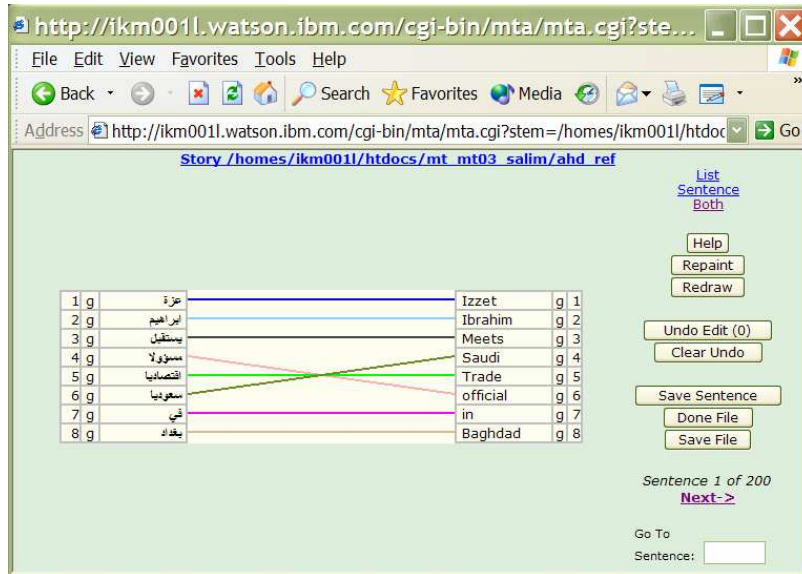 http://ikm001l.watson.ibm.com/cgi-bin/mta/mta.cgi?ste...
File Edit View Favorites Tools Help
Back Search Favorites Media »
Address http://ikm001l.watson.ibm.com/cgi-bin/mta/mta.cgi?stem=/homes/ikm001l/htdoc Go
Story /homes/ikm001l/htdocs/mt_mt03_salim/ahd_ref
List
Sentence
Both
Help
Repaint
Redraw
1 g عزة Izzet g 1
2 g ابراهيم Ibrahim g 2
3 g يستقبل Meets g 3
4 g مسؤولا Saudi g 4
5 g اقتصاديا Trade g 5
6 g سعوديا official g 6
7 g في in g 7
8 g بغداد Baghdad g 8
Undo Edit (0)
Clear Undo
Save Sentence
Done File
Save File
Sentence 1 of 200
Next->
Go To
Sentence: